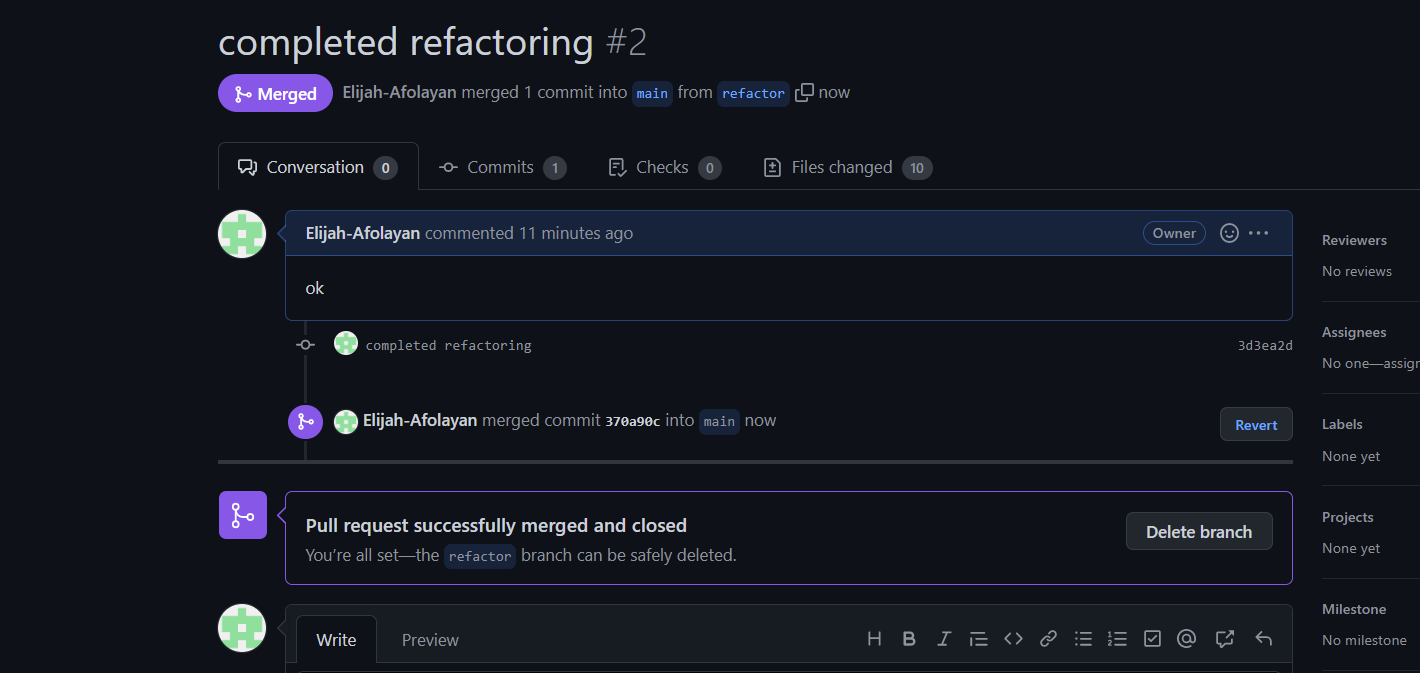 completed refactoring #2
Merged Elijah-Afolayan merged 1 commit into main from refactor now
Conversation 0 Commits 1 Checks 0 Files changed 10
Elijah-Afolayan commented 11 minutes ago Owner
ok
completed refactoring 3d3ea2d
Elijah-Afolayan merged commit 370a90c into main now Revert
Pull request successfully merged and closed
You’re all set—the refactor branch can be safely deleted.
Delete branch
Write Preview
Reviewers
No reviews
Assignees
No one—assign
Labels
None yet
Projects
None yet
Milestone
No milestone